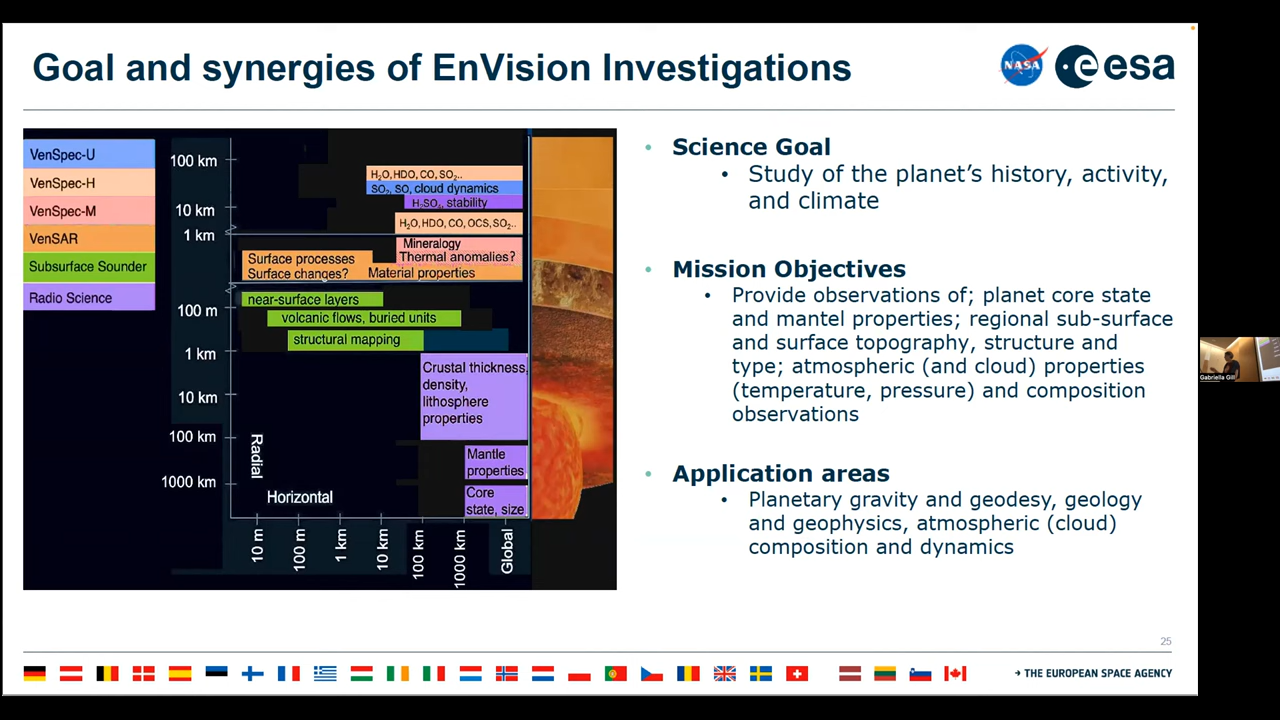 Goal and synergies of EnVision Investigations
NASA
esa
VenSpec-U
VenSpec-H
VenSpec-M
VenSAR
Subsurface Sounder
Radio Science
100 km
10 km
1 km
100 m
1 km
10 km
100 km
1000 km
Radial
Horizontal
10 m
100 m
1 km
10 km
100 km
1000 km
Global
H₂O, HDO, CO, SO₂..
SO₂, SO, cloud dynamics
H₂SO₄, stability
H₂O, HDO, CO, OCS, SO₂..
Mineralogy
Thermal anomalies?
Surface processes
Surface changes?
Material properties
near-surface layers
volcanic flows, buried units
structural mapping
Crustal thickness,
density,
lithosphere
properties
Mantle
properties
Core
state, size
• Science Goal
• Study of the planet's history, activity,
and climate
• Mission Objectives
• Provide observations of; planet core state
and mantel properties; regional sub-surface
and surface topography, structure and
type; atmospheric (and cloud) properties
(temperature, pressure) and composition
observations
• Application areas
• Planetary gravity and geodesy, geology
and geophysics, atmospheric (cloud)
composition and dynamics
25
→ THE EUROPEAN SPACE AGENCY
Gabriella Gill